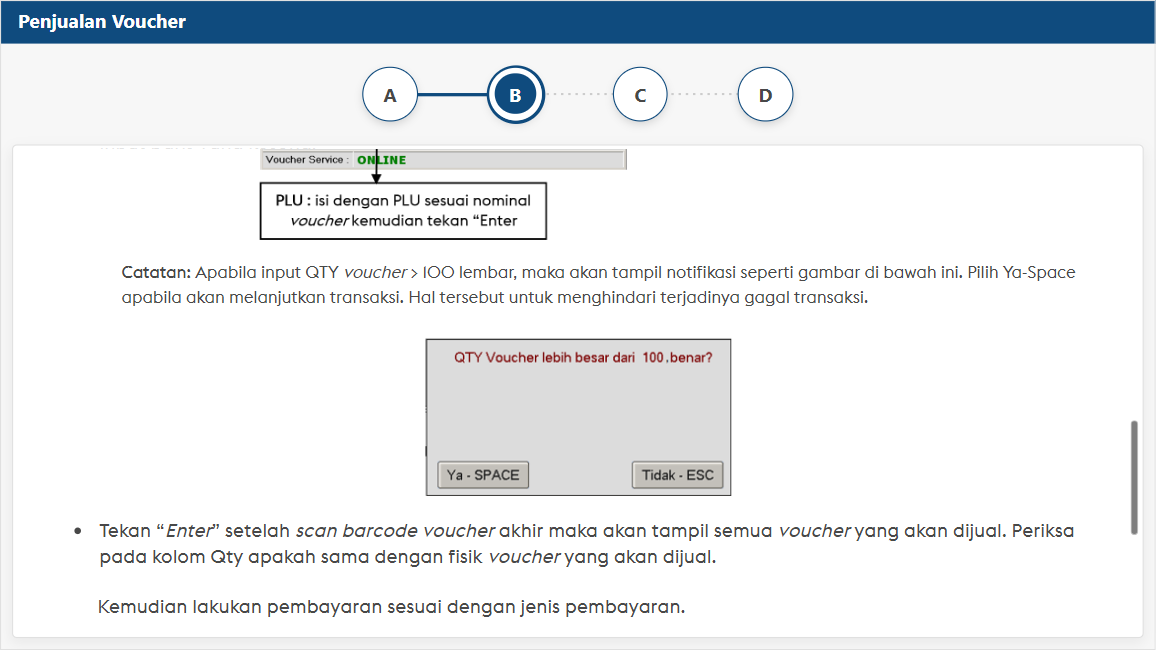 Penjualan Voucher
A
B
C
D
Voucher Service : ONLINE
PLU : isi dengan PLU sesuai nominal
voucher kemudian tekan “Enter
Catatan: Apabila input QTY voucher > 100 lembar, maka akan tampil notifikasi seperti gambar di bawah ini. Pilih Ya-Space
apabila akan melanjutkan transaksi. Hal tersebut untuk menghindari terjadinya gagal transaksi.
QTY Voucher lebih besar dari 100.benar?
Ya - SPACE
Tidak - ESC
• Tekan “Enter” setelah scan barcode voucher akhir maka akan tampil semua voucher yang akan dijual. Periksa
pada kolom Qty apakah sama dengan fisik voucher yang akan dijual.
Kemudian lakukan pembayaran sesuai dengan jenis pembayaran.